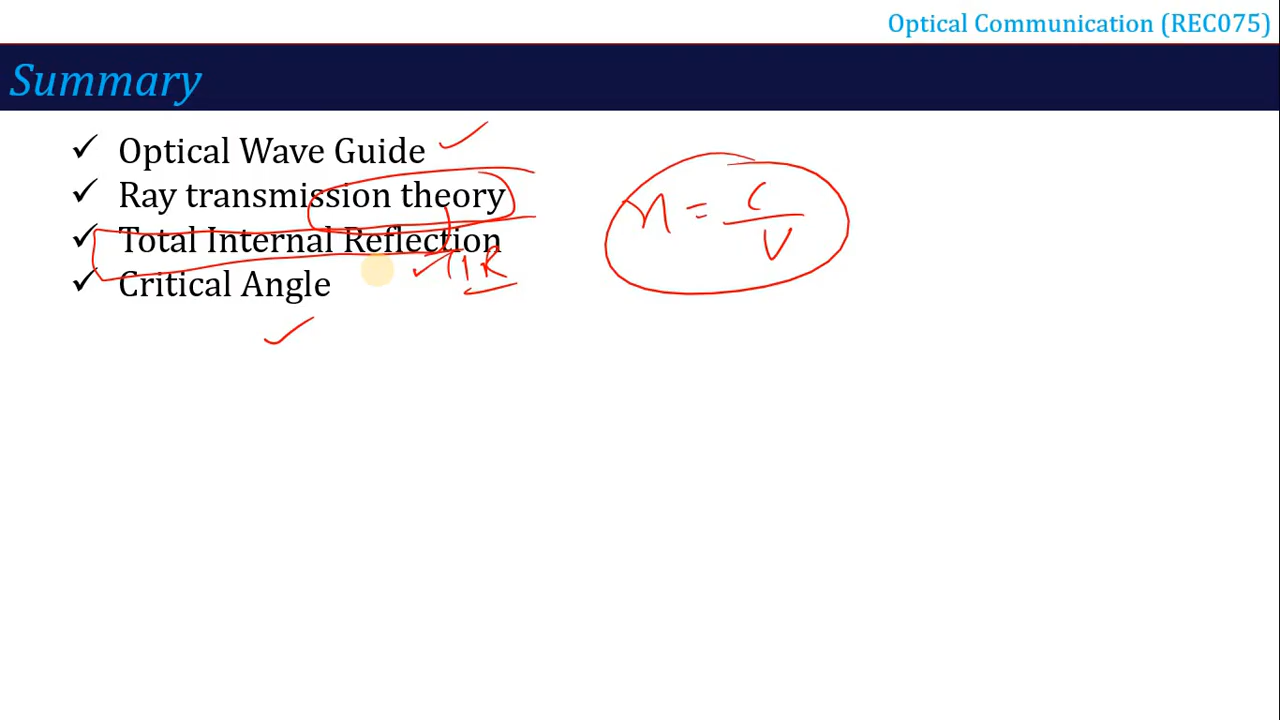 Optical Communication (REC075)
Summary
✓ Optical Wave Guide
✓ Ray transmission theory
✓ Total Internal Reflection
✓ Critical Angle
TIR
n = c / v